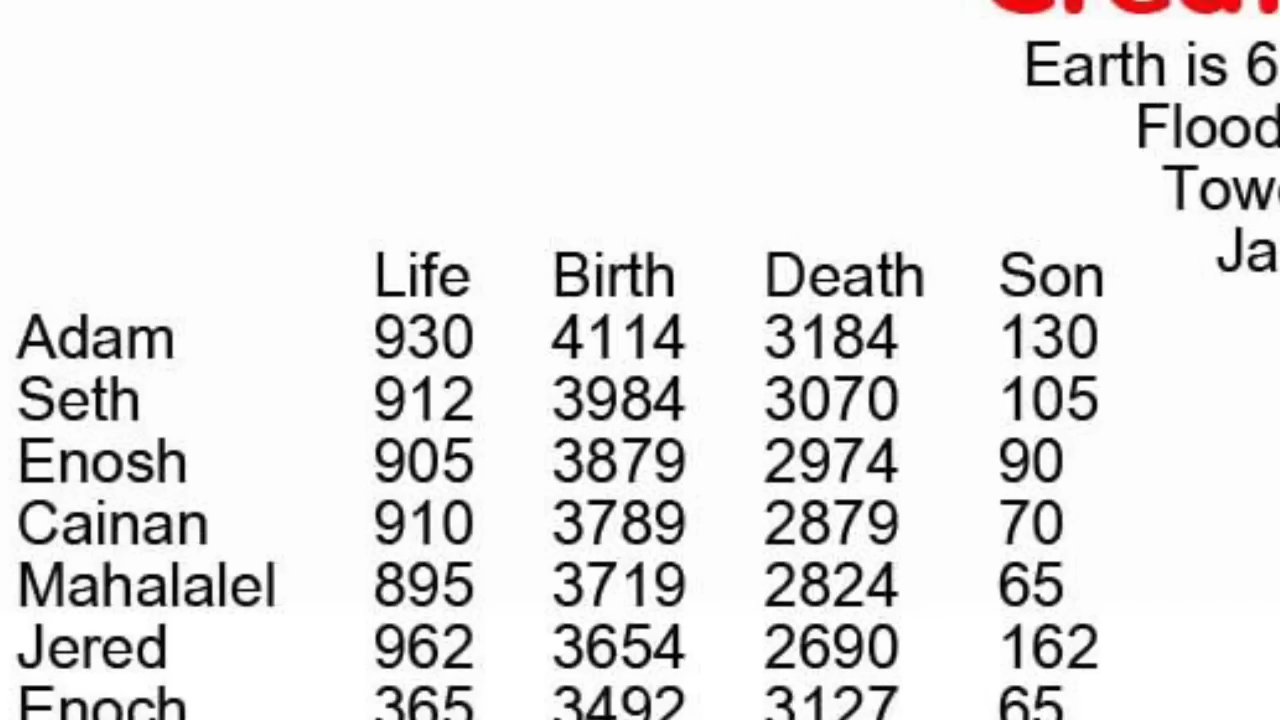 Earth is 6
Flood
Tow
Ja
Life Birth Death Son
Adam 930 4114 3184 130
Seth 912 3984 3070 105
Enosh 905 3879 2974 90
Cainan 910 3789 2879 70
Mahalalel 895 3719 2824 65
Jered 962 3654 2690 162
Enoch 365 3492 3127 65